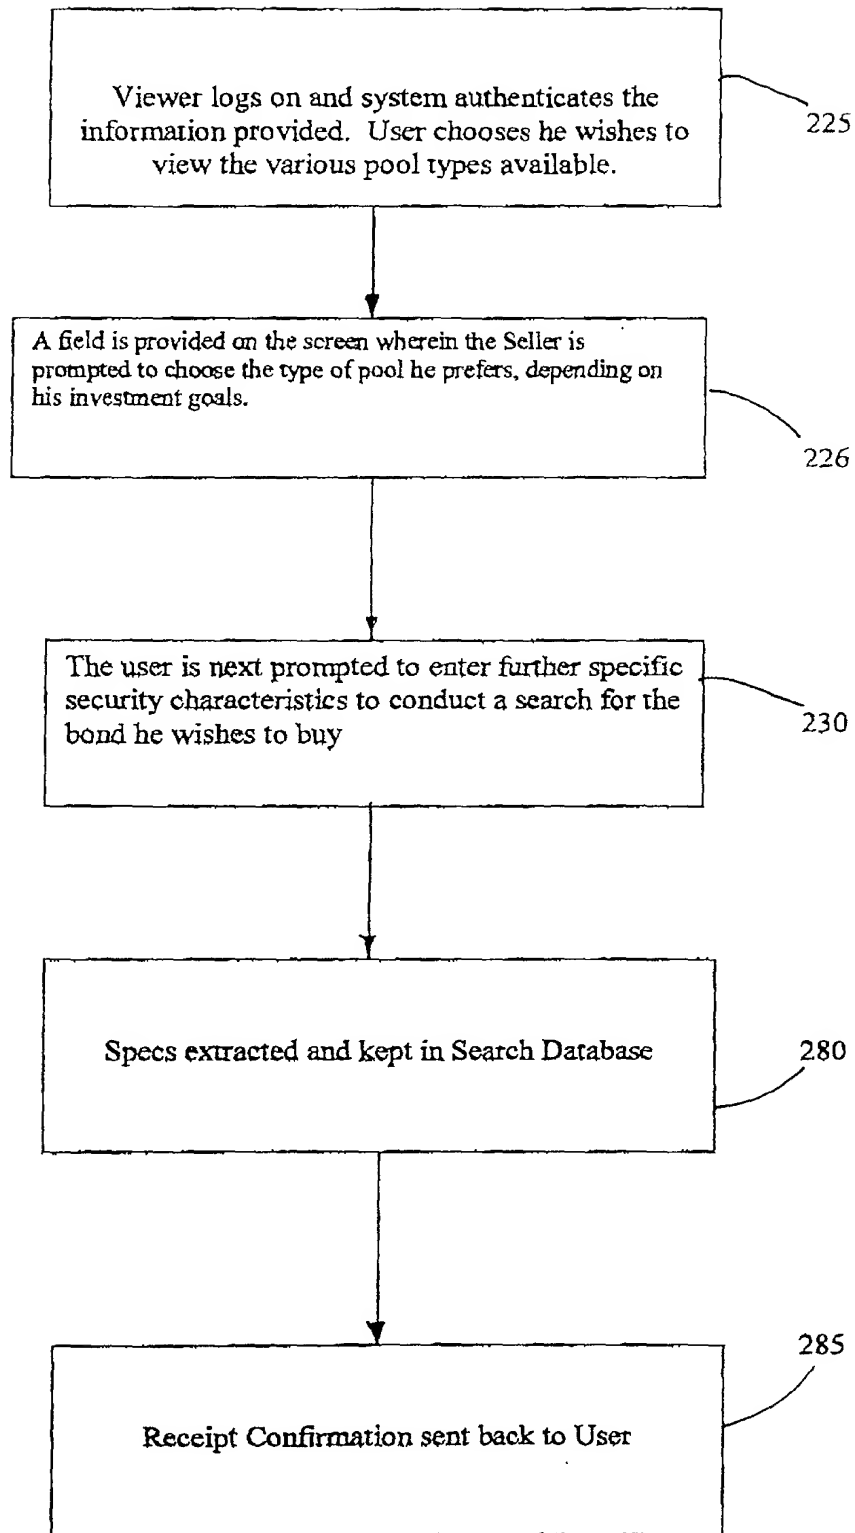 Viewer logs on and system authenticates the
information provided. User chooses he wishes to
view the various pool types available.
225
A field is provided on the screen wherein the Seller is
prompted to choose the type of pool he prefers, depending on
his investment goals.
226
The user is next prompted to enter further specific
security characteristics to conduct a search for the
bond he wishes to buy
230
Specs extracted and kept in Search Database
280
285
Receipt Confirmation sent back to User